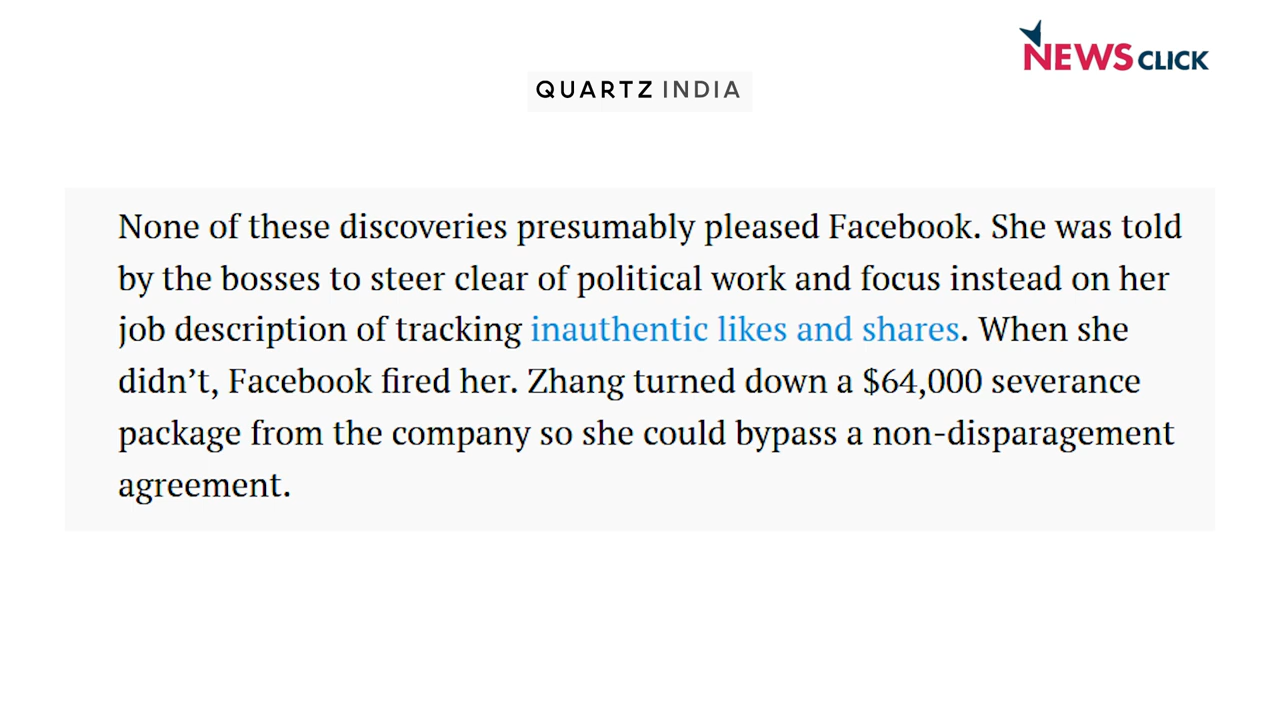 NEWSCLICK
QUARTZ INDIA
None of these discoveries presumably pleased Facebook. She was told
by the bosses to steer clear of political work and focus instead on her
job description of tracking inauthentic likes and shares. When she
didn’t, Facebook fired her. Zhang turned down a $64,000 severance
package from the company so she could bypass a non-disparagement
agreement.